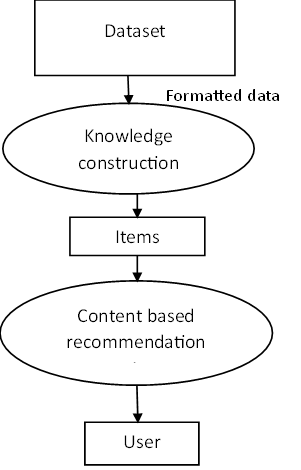 Dataset
Formatted data
Knowledge
construction
Items
Content based
recommendation
User